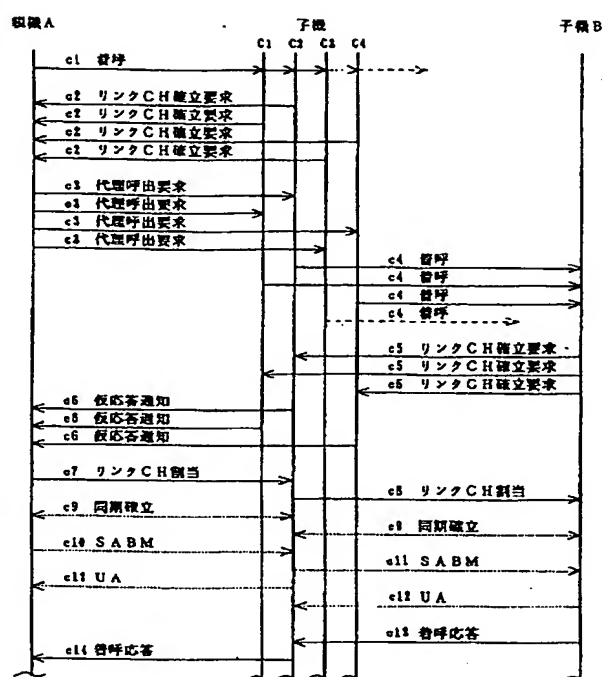 親機A 子機 子機B
C1 C2 C3 C4
c1 着呼
c2 リンクCH確立要求
c2 リンクCH確立要求
c2 リンクCH確立要求
c2 リンクCH確立要求
c3 代理呼出要求
c3 代理呼出要求
c3 代理呼出要求
c3 代理呼出要求
c4 着呼
c4 着呼
c4 着呼
c4 着呼
c5 リンクCH確立要求
c5 リンクCH確立要求
c5 リンクCH確立要求
c6 仮応答通知
c6 仮応答通知
c6 仮応答通知
c7 リンクCH割当
c8 リンクCH割当
c9 同期確立
c9 同期確立
c10 SABM
c11 SABM
c12 UA
c12 UA
c13 着呼応答
c14 着呼応答